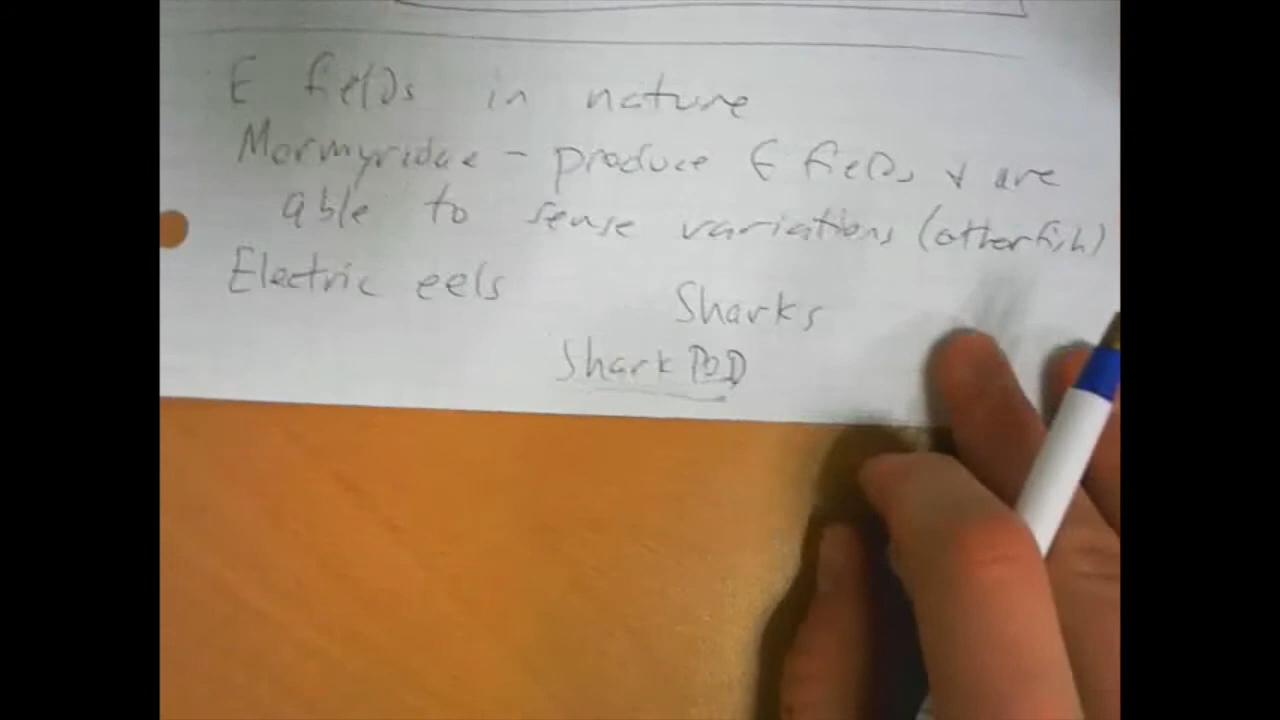 E fields in nature
Mormyridae - produce E fields & are
able to sense variations (other fish)
Electric eels
Sharks
Shark POD